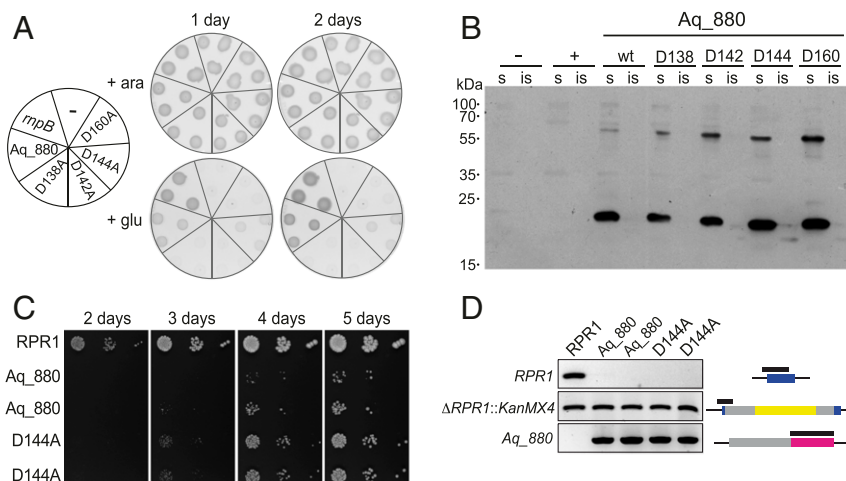 A
1 day
2 days
+ ara
+ glu
rnpB
-
D160A
Aq_880
D144A
D138A
D142A
B
Aq_880
- + wt D138 D142 D144 D160
s is s is s is s is s is s is s is
kDa
100
70
55
35
25
15
C
2 days 3 days 4 days 5 days
RPR1
Aq_880
Aq_880
D144A
D144A
D
RPR1 Aq_880 Aq_880 D144A D144A
RPR1
ΔRPR1::KanMX4
Aq_880